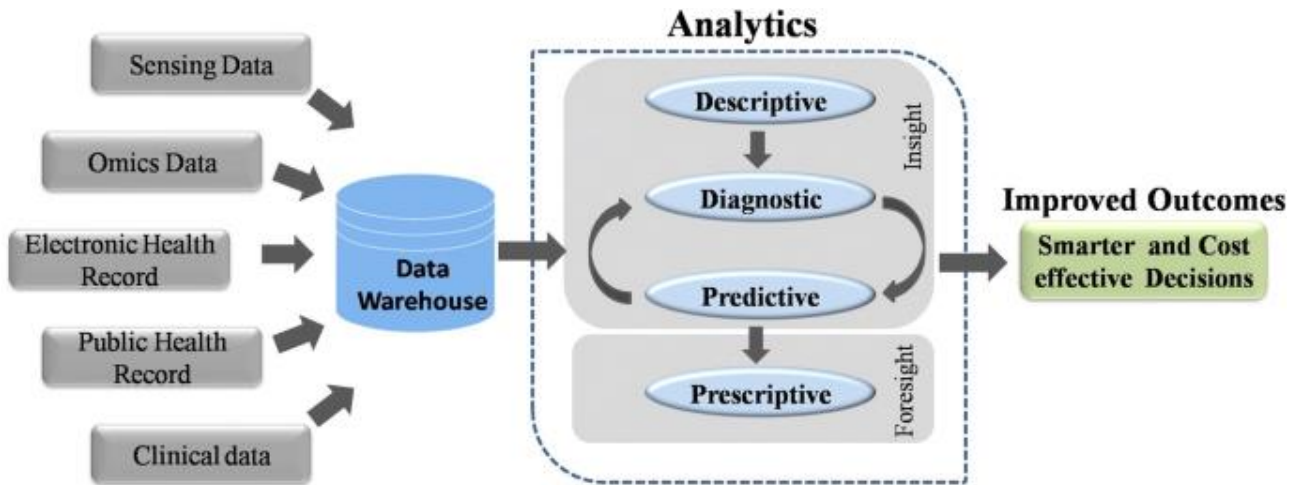 Analytics
Sensing Data
Omics Data
Electronic Health
Record
Public Health
Record
Clinical data
Data
Warehouse
Descriptive
Diagnostic
Predictive
Insight
Prescriptive
Foresight
Improved Outcomes
Smarter and Cost
effective Decisions